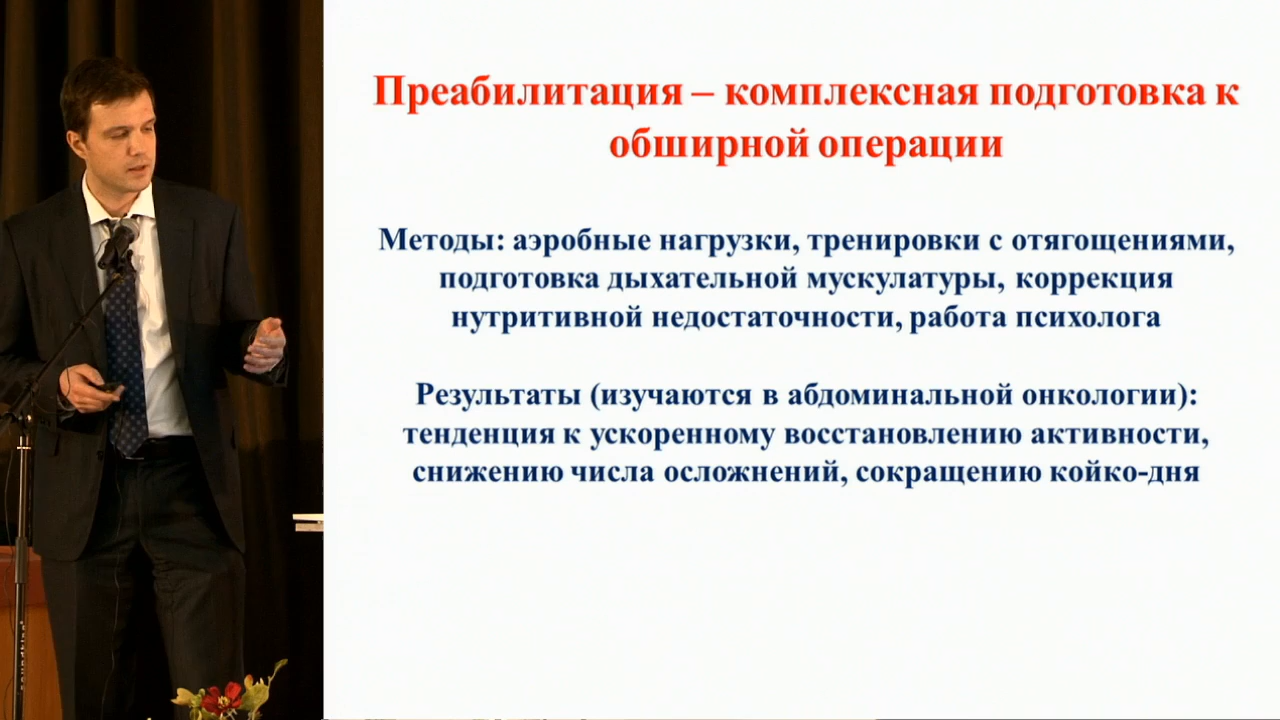 Преабилитация – комплексная подготовка к
обширной операции
Методы: аэробные нагрузки, тренировки с отягощениями,
подготовка дыхательной мускулатуры, коррекция
нутритивной недостаточности, работа психолога
Результаты (изучаются в абдоминальной онкологии):
тенденция к ускоренному восстановлению активности,
снижению числа осложнений, сокращению койко-дня